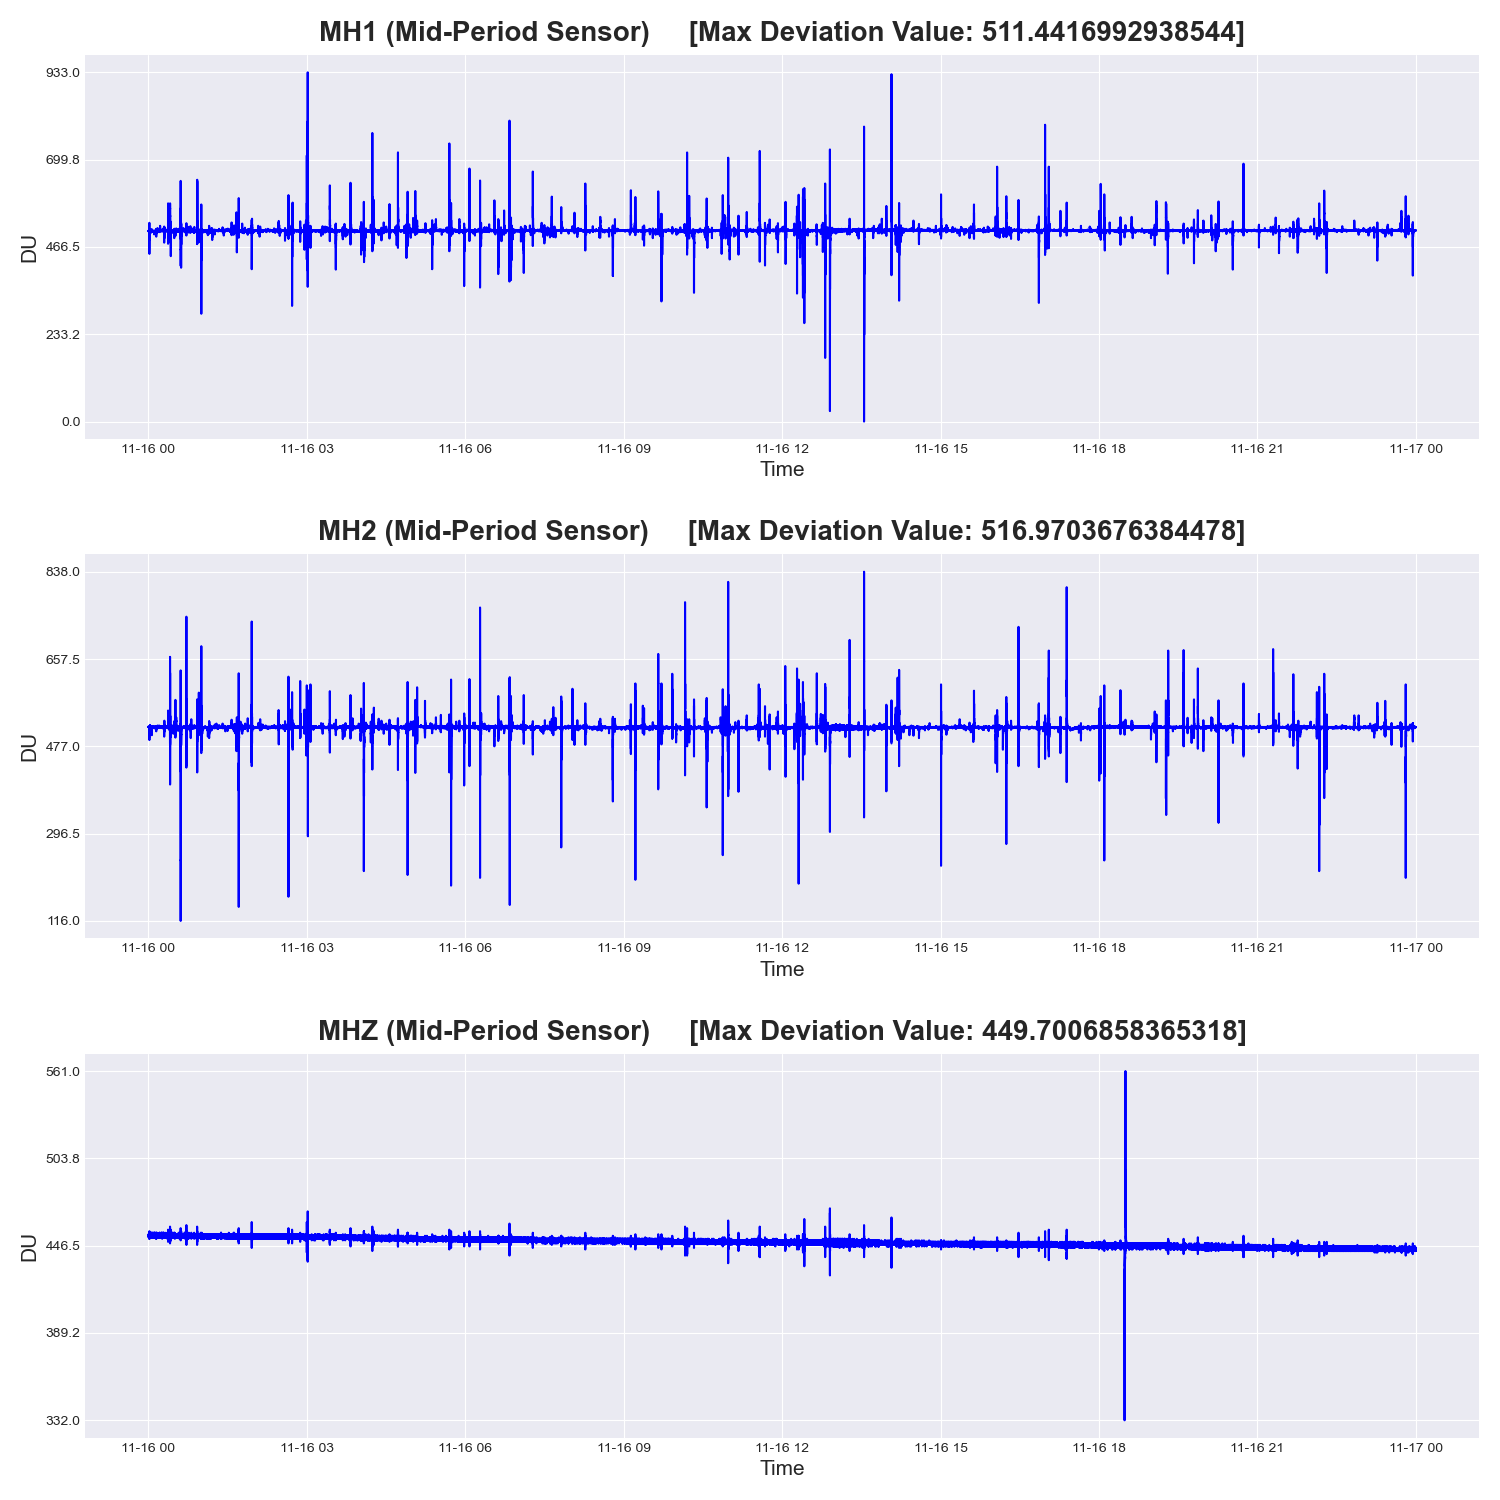 MH1 (Mid-Period Sensor) [Max Deviation Value: 511.4416992938544]
933.0
699.8
466.5
233.2
0.0
DU
11-16 00 11-16 03 11-16 06 11-16 09 11-16 12 11-16 15 11-16 18 11-16 21 11-17 00
Time
MH2 (Mid-Period Sensor) [Max Deviation Value: 516.9703676384478]
838.0
657.5
477.0
296.5
116.0
DU
11-16 00 11-16 03 11-16 06 11-16 09 11-16 12 11-16 15 11-16 18 11-16 21 11-17 00
Time
MHZ (Mid-Period Sensor) [Max Deviation Value: 449.7006858365318]
561.0
503.8
446.5
389.2
332.0
DU
11-16 00 11-16 03 11-16 06 11-16 09 11-16 12 11-16 15 11-16 18 11-16 21 11-17 00
Time